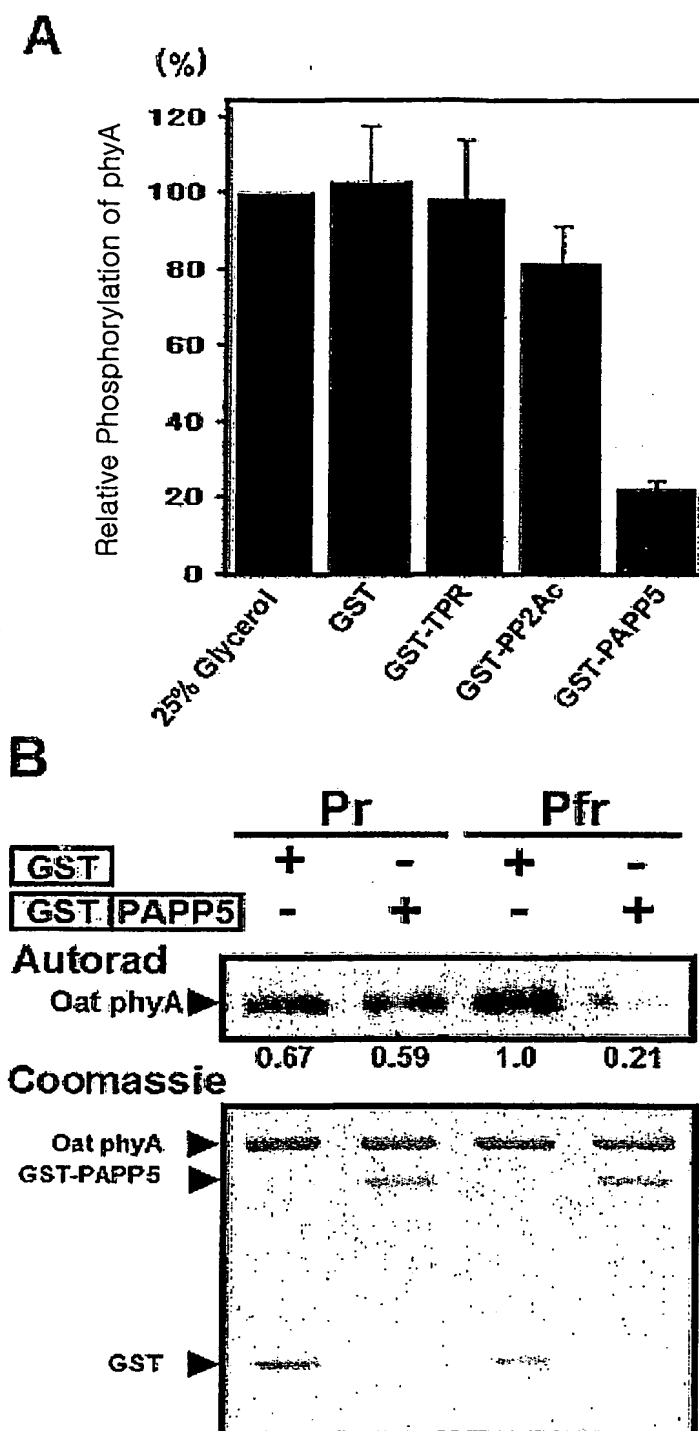 A
(%)
Relative Phosphorylation of phyA
120
100
80
60
40
20
0
25% Glycerol
GST
GST-TPR
GST-PP2Ac
GST-PAPP5
B
Pr Pfr
GST + - + -
GST PAPP5 - + - +
Autorad
Oat phyA
0.67 0.59 1.0 0.21
Coomassie
Oat phyA
GST-PAPP5
GST